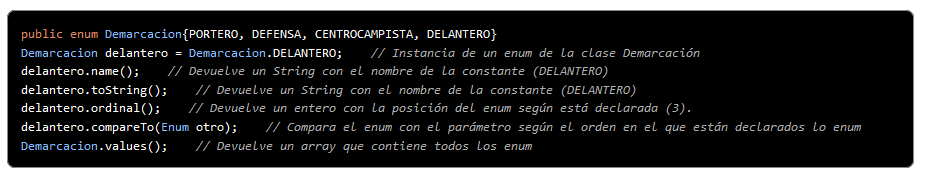 public enum Demarcacion{PORTERO, DEFENSA, CENTROCAMPISTA, DELANTERO}
Demarcacion delantero = Demarcacion.DELANTERO;    // Instancia de un enum de la clase Demarcación
delantero.name();    // Devuelve un String con el nombre de la constante (DELANTERO)
delantero.toString();    // Devuelve un String con el nombre de la constante (DELANTERO)
delantero.ordinal();    // Devuelve un entero con la posición del enum según está declarada (3).
delantero.compareTo(Enum otro);    // Compara el enum con el parámetro según el orden en el que están declarados lo enum
Demarcacion.values();    // Devuelve un array que contiene todos los enum